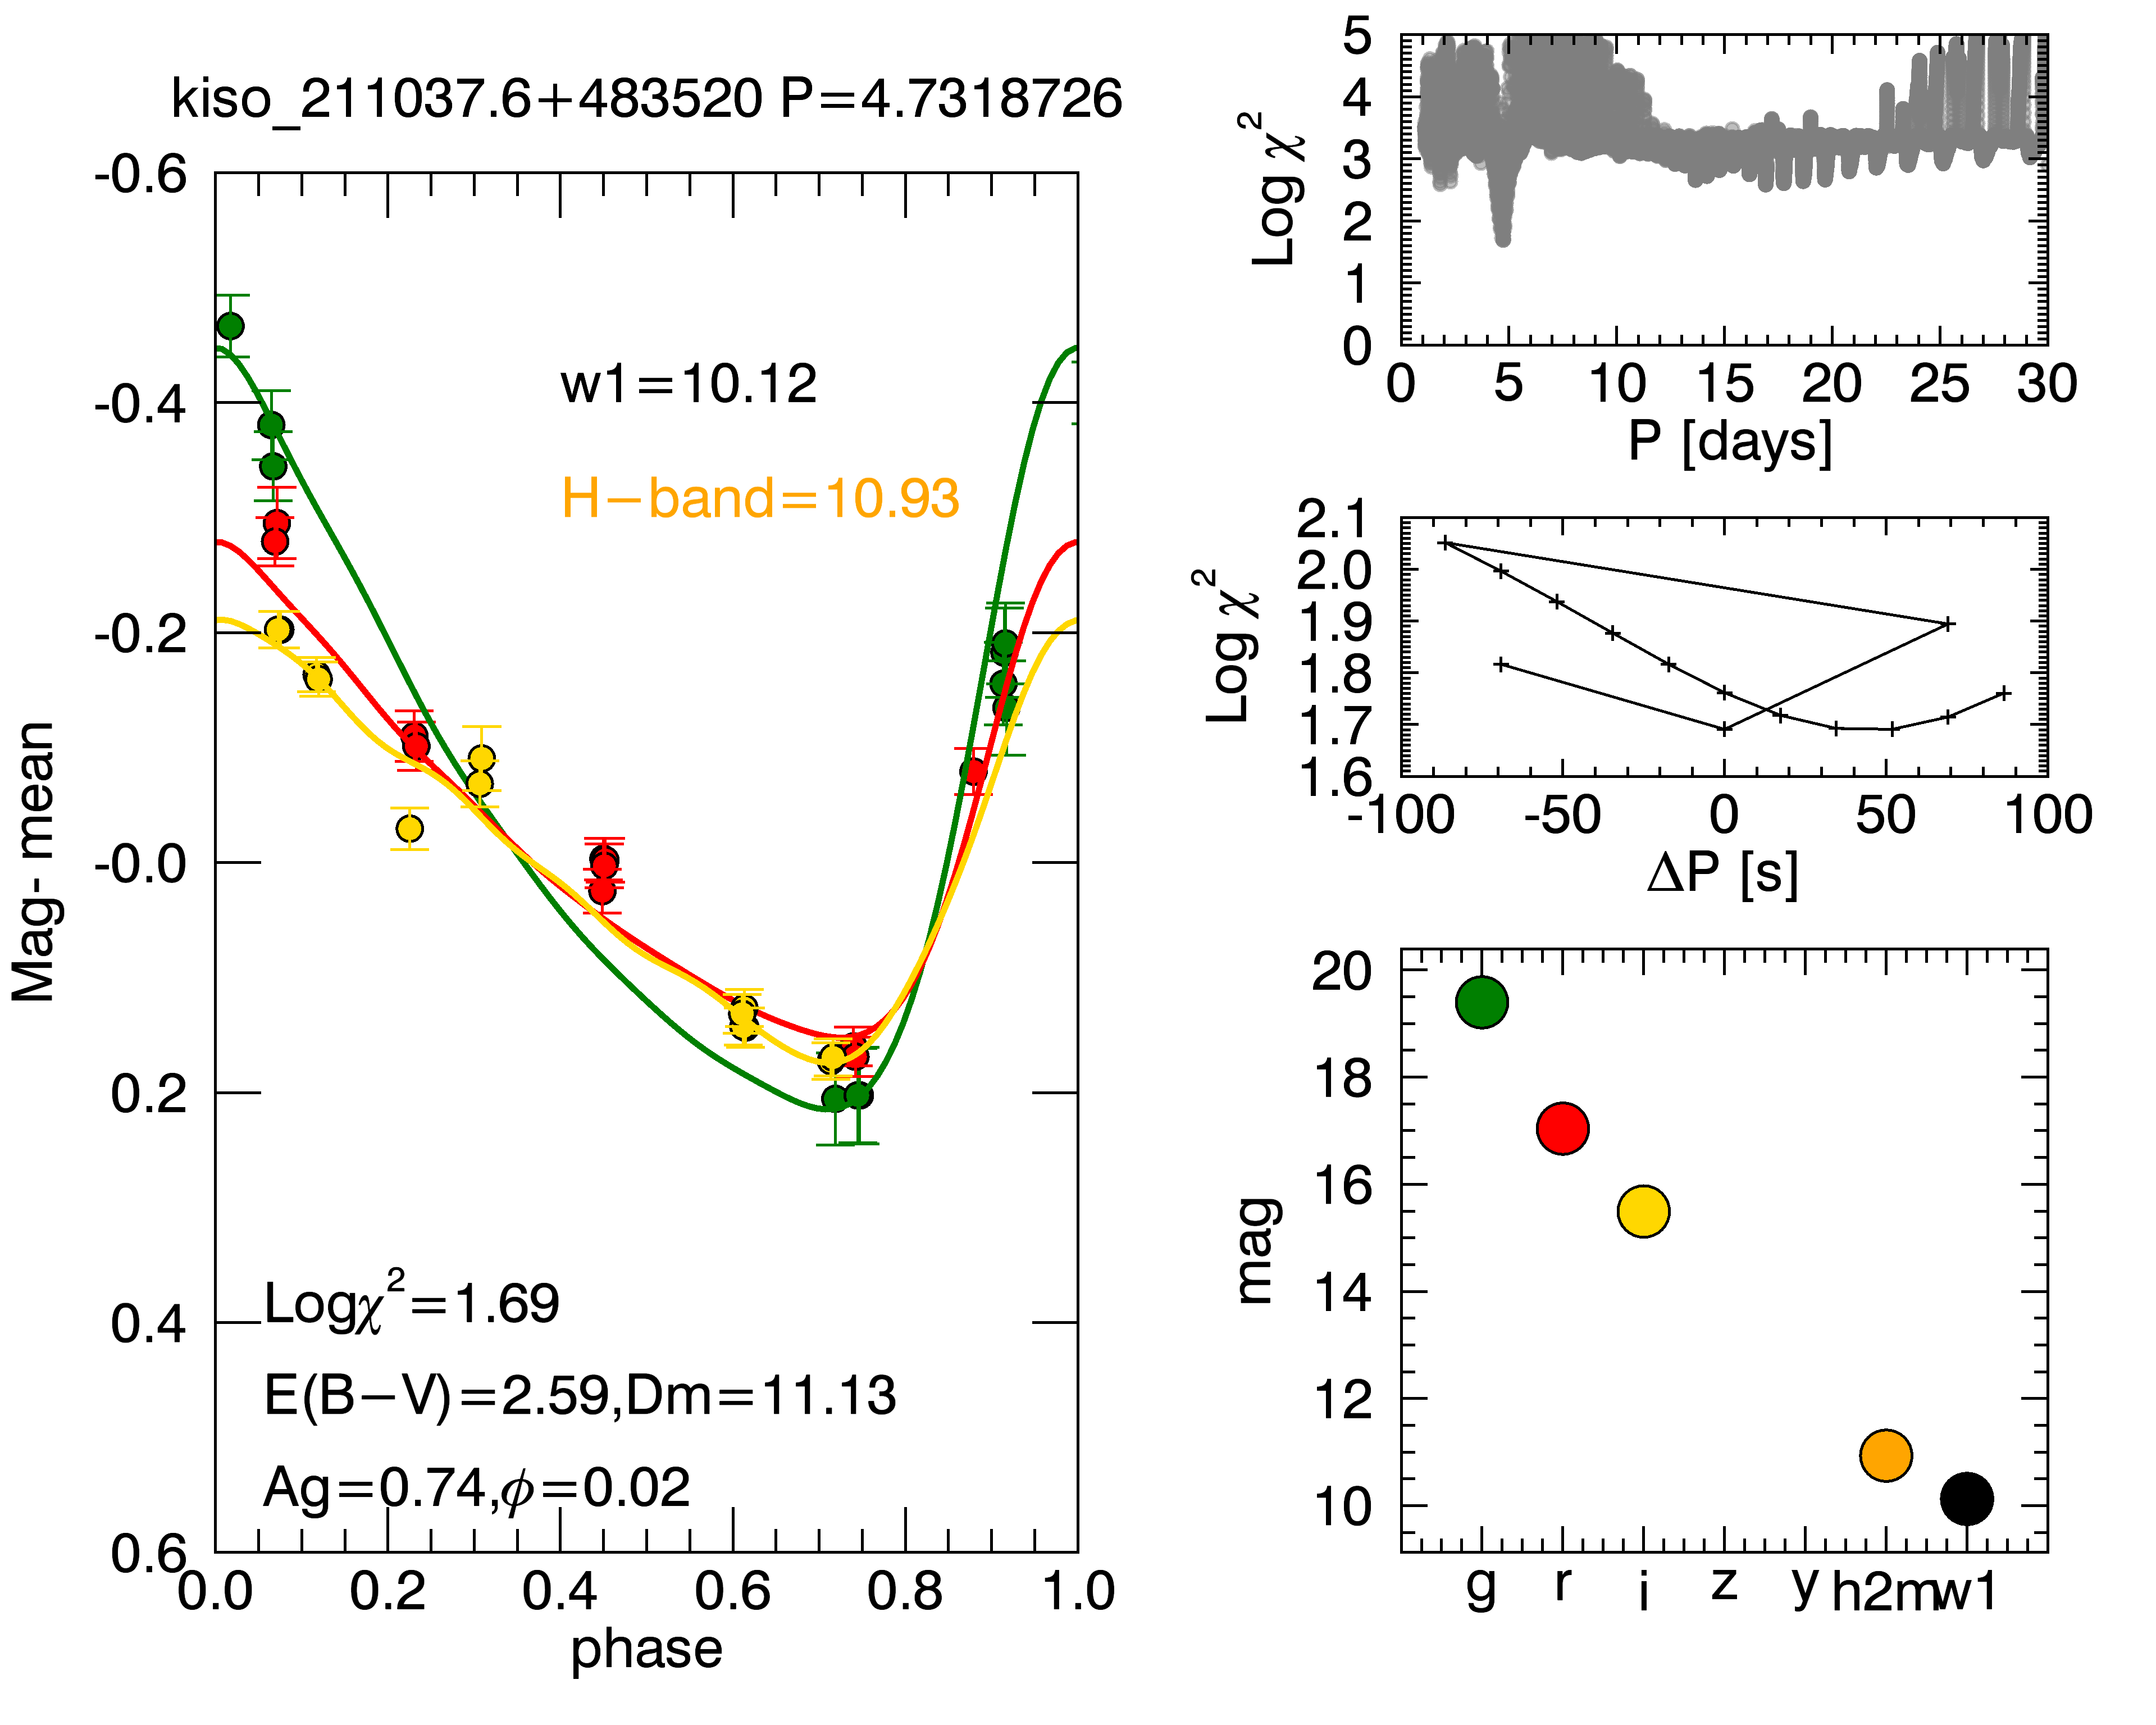 kiso_211037.6+483520 P=4.7318726
-0.6
-0.4
-0.2
-0.0
0.2
0.4
0.6
Mag- mean
w1=10.12
H−band=10.93
Logχ²=1.69
E(B−V)=2.59,Dm=11.13
Ag=0.74,ϕ=0.02
0.0 0.2 0.4 0.6 0.8 1.0
phase
5
4
3
2
1
0
Log χ²
0 5 10 15 20 25 30
P [days]
2.1
2.0
1.9
1.8
1.7
1.6
Log χ²
-100 -50 0 50 100
ΔP [s]
20
18
16
14
12
10
mag
g r i z y h2m w1